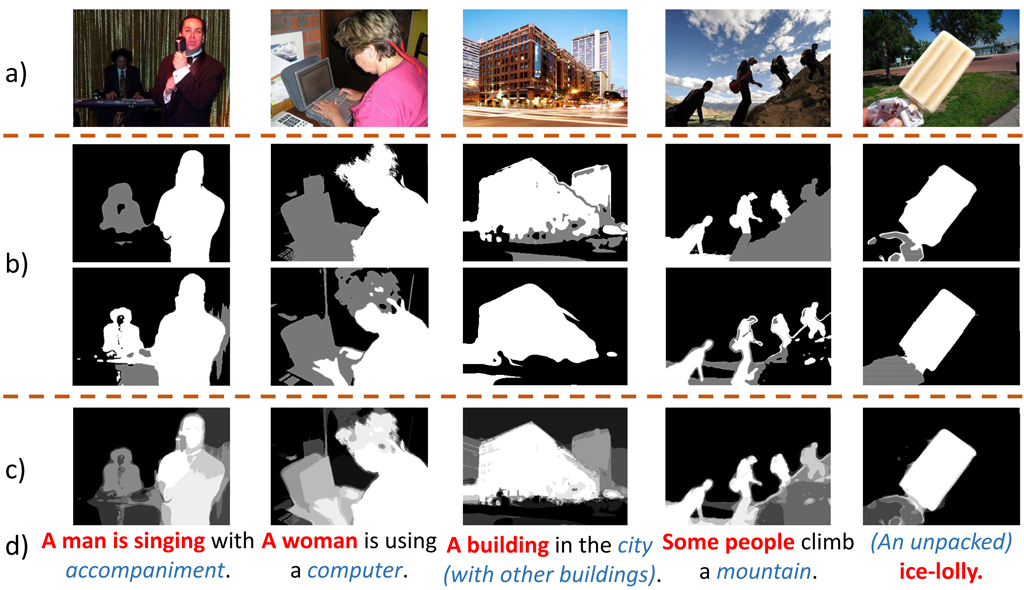 a)
b)
c)
d) A man is singing with accompaniment.
A woman is using a computer.
A building in the city (with other buildings).
Some people climb a mountain.
(An unpacked) ice-lolly.